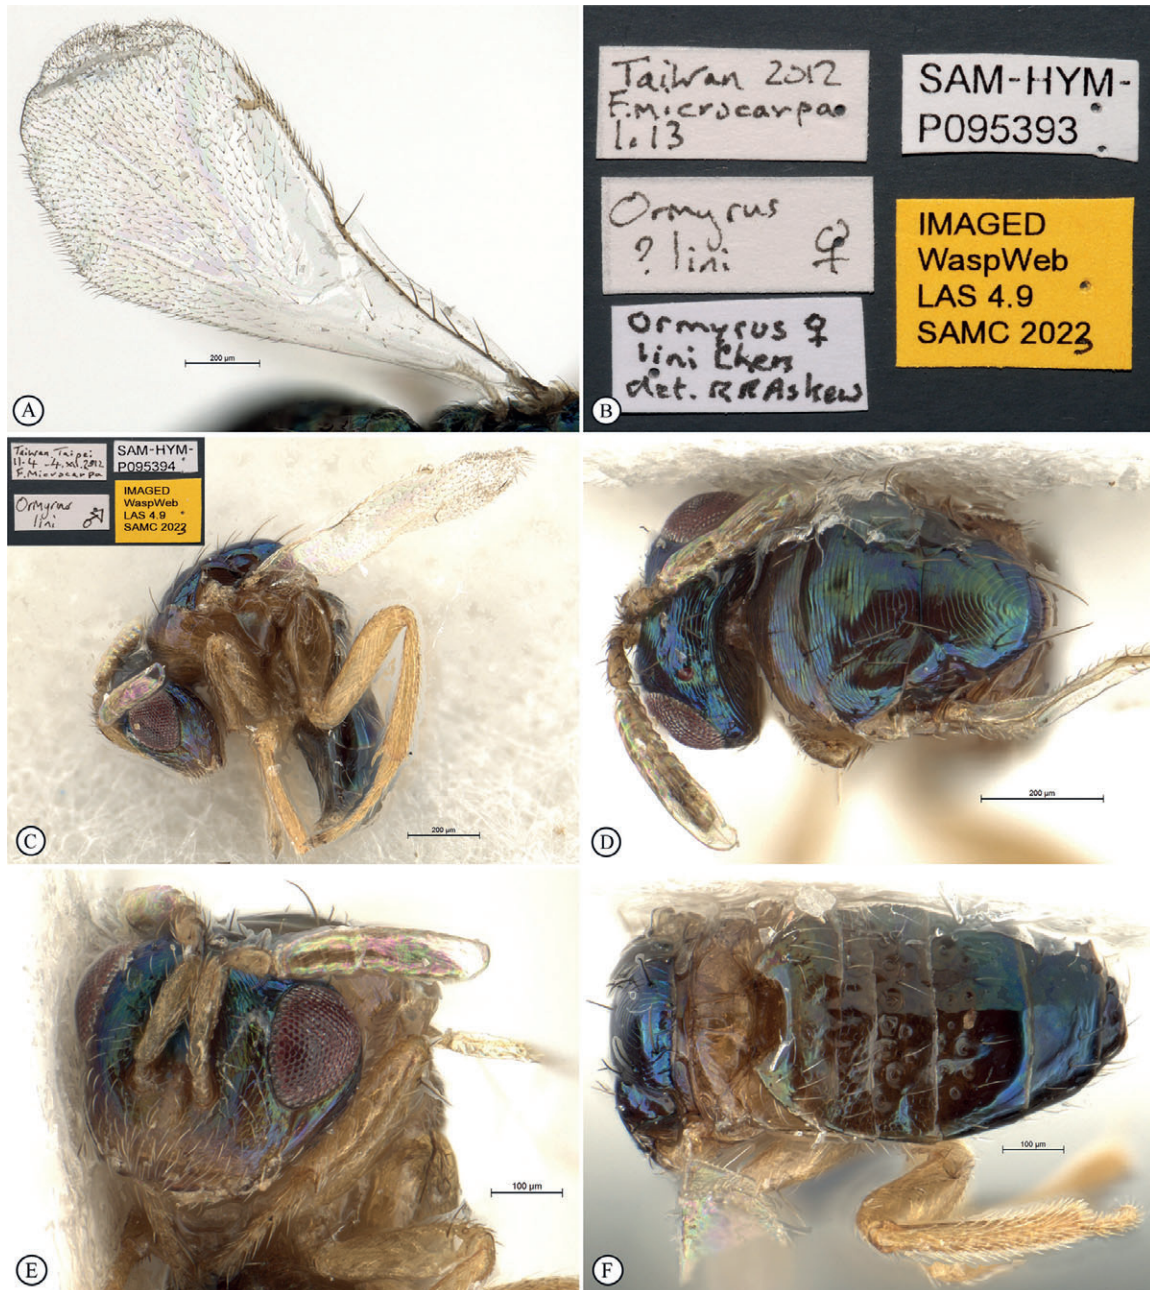 200 µm
A
Taiwan 2012
F.microcarpa
1.13
SAM-HYM-
P095393
Ormyrus
? lini ♀
IMAGED
WaspWeb
LAS 4.9
SAMC 2023
Ormyrus ♀
lini Chen
det. RRAskew
B
Taiwan, Taipei
F.Microcarpa
SAM-HYM-
P095394
Ormyrus
lini ♂
IMAGED
WaspWeb
LAS 4.9
SAMC 2023
200 µm
C
200 µm
D
100 µm
E
100 µm
F